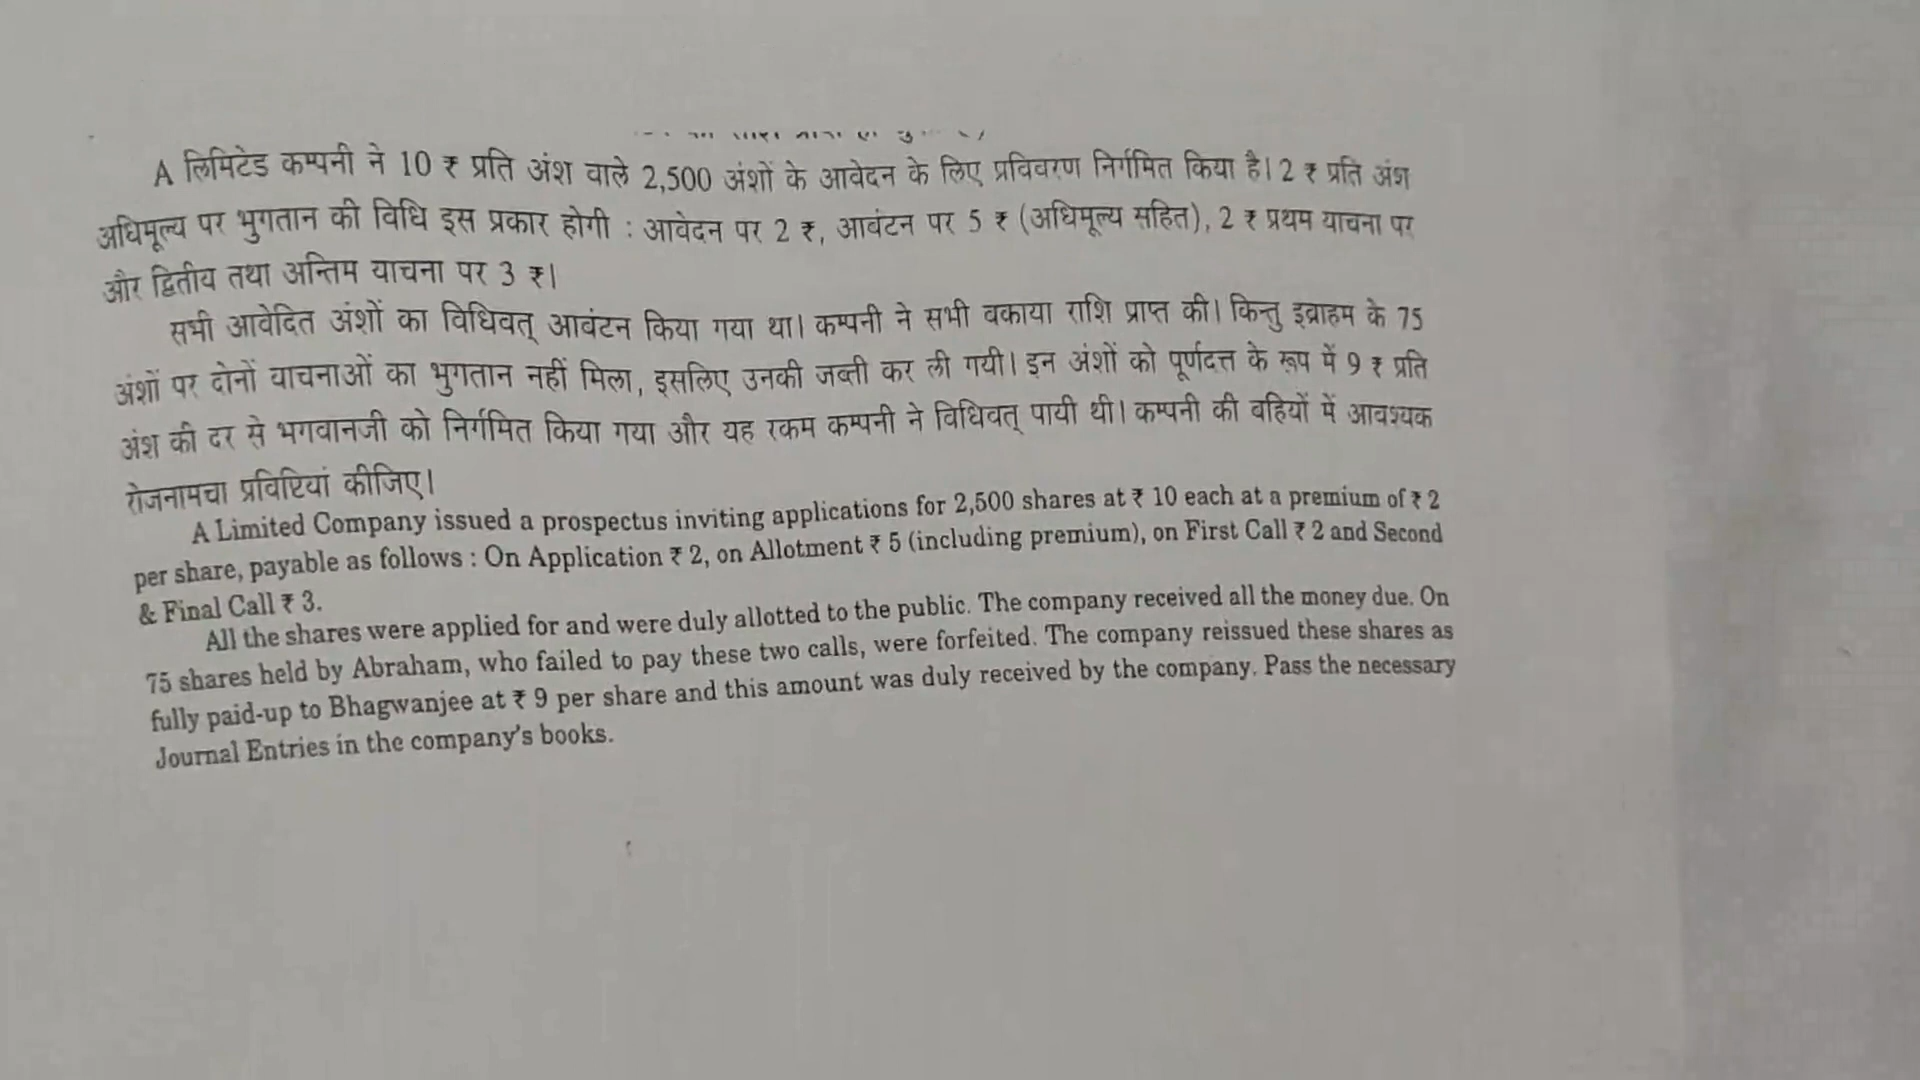 A लिमिटेड कम्पनी ने 10 ₹ प्रति अंश वाले 2,500 अंशों के आवेदन के लिए प्रविवरण निर्गमित किया है। 2 ₹ प्रति अंश
अधिमूल्य पर भुगतान की विधि इस प्रकार होगी : आवेदन पर 2 ₹, आवंटन पर 5 ₹ (अधिमूल्य सहित), 2 ₹ प्रथम याचना पर
और द्वितीय तथा अन्तिम याचना पर 3 ₹।
सभी आवेदित अंशों का विधिवत् आवंटन किया गया था। कम्पनी ने सभी बकाया राशि प्राप्त की। किन्तु इब्राहम के 75
अंशों पर दोनों याचनाओं का भुगतान नहीं मिला, इसलिए उनकी जब्ती कर ली गयी। इन अंशों को पूर्णदत्त के रूप में 9 ₹ प्रति
अंश की दर से भगवानजी को निर्गमित किया गया और यह रकम कम्पनी ने विधिवत् पायी थी। कम्पनी की बहियों में आवश्यक
रोजनामचा प्रविष्टियां कीजिए।
A Limited Company issued a prospectus inviting applications for 2,500 shares at ₹ 10 each at a premium of ₹ 2
per share, payable as follows : On Application ₹ 2, on Allotment ₹ 5 (including premium), on First Call ₹ 2 and Second
& Final Call ₹ 3.
All the shares were applied for and were duly allotted to the public. The company received all the money due. On
75 shares held by Abraham, who failed to pay these two calls, were forfeited. The company reissued these shares as
fully paid-up to Bhagwanjee at ₹ 9 per share and this amount was duly received by the company. Pass the necessary
Journal Entries in the company's books.